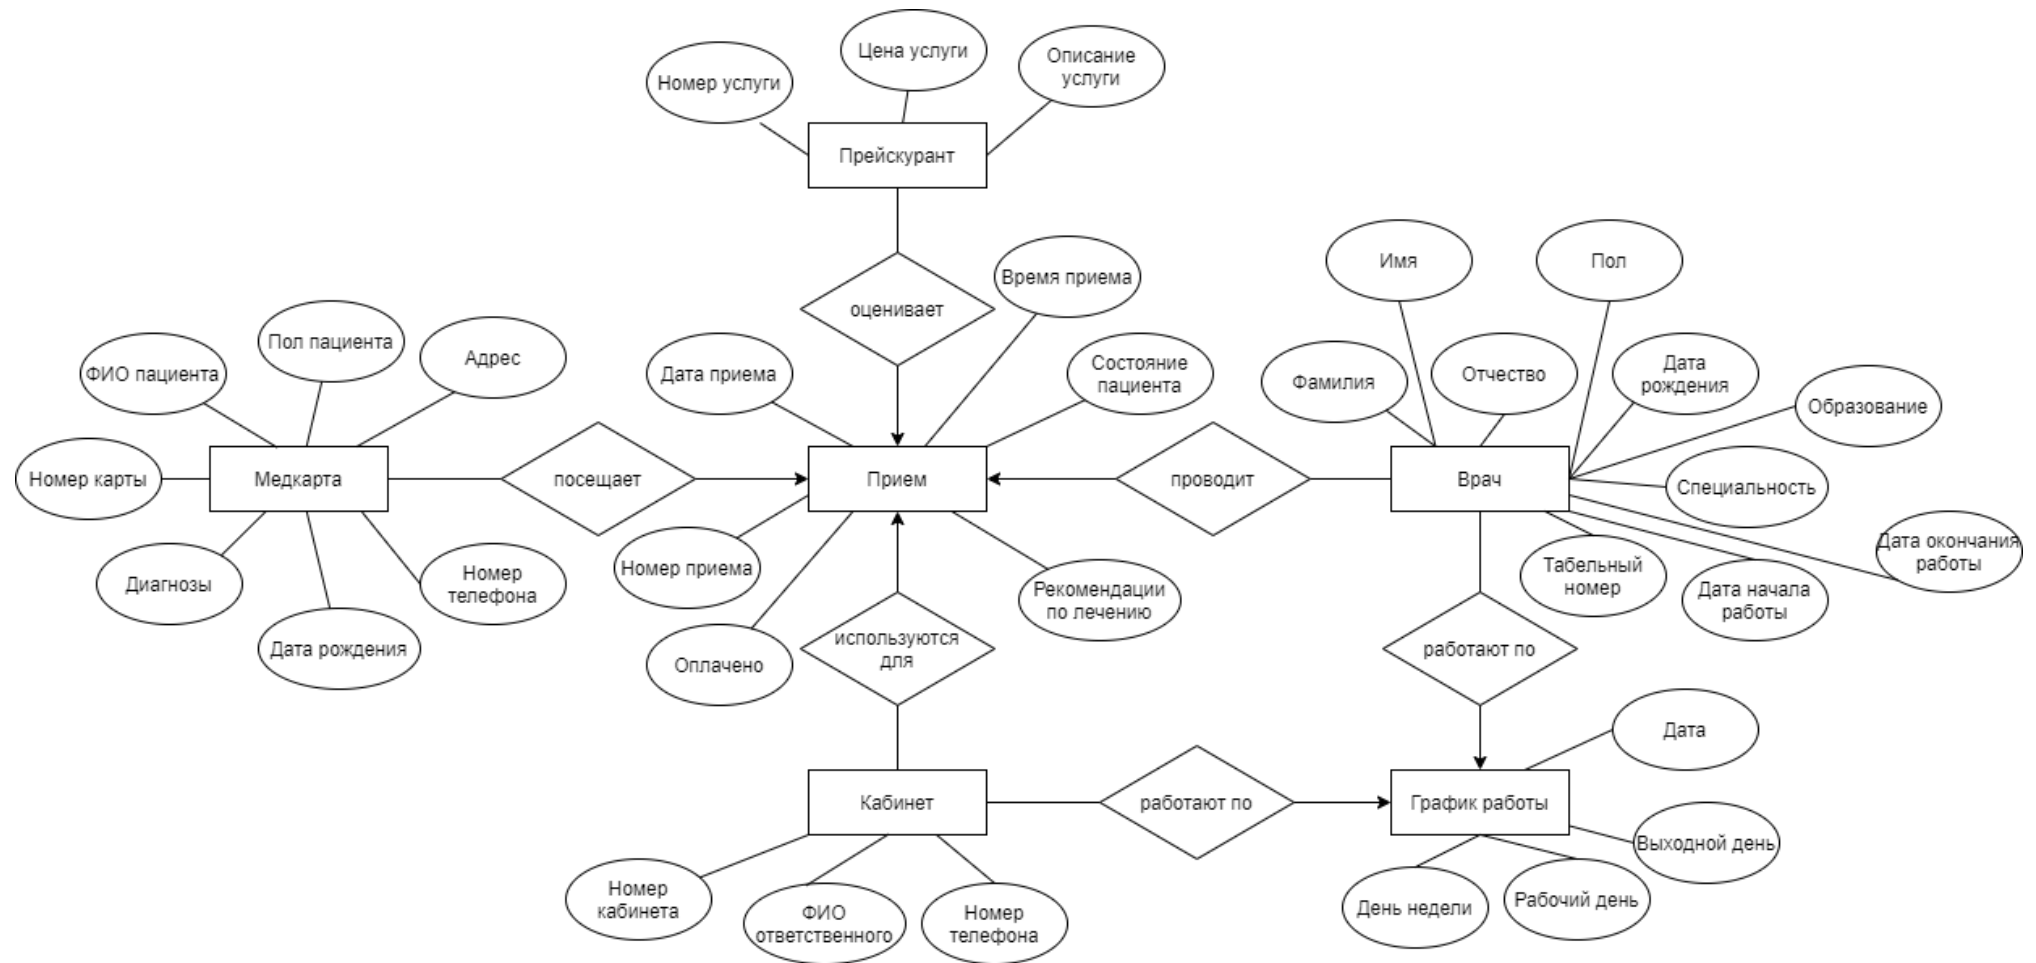 Цена услуги
Описание
услуги
Номер услуги
Прейскурант
Время приема
Имя
Пол
оценивает
Пол пациента
Адрес
ФИО пациента
Дата приема
Состояние
пациента
Фамилия
Отчество
Дата
рождения
Образование
Номер карты
Медкарта
посещает
Прием
проводит
Врач
Специальность
Диагнозы
Номер
телефона
Номер приема
Рекомендации
по лечению
Табельный
номер
Дата начала
работы
Дата окончания
работы
Дата рождения
Оплачено
используются
для
работают по
Дата
Кабинет
работают по
График работы
Выходной день
Номер
кабинета
ФИО
ответственного
Номер
телефона
День недели
Рабочий день